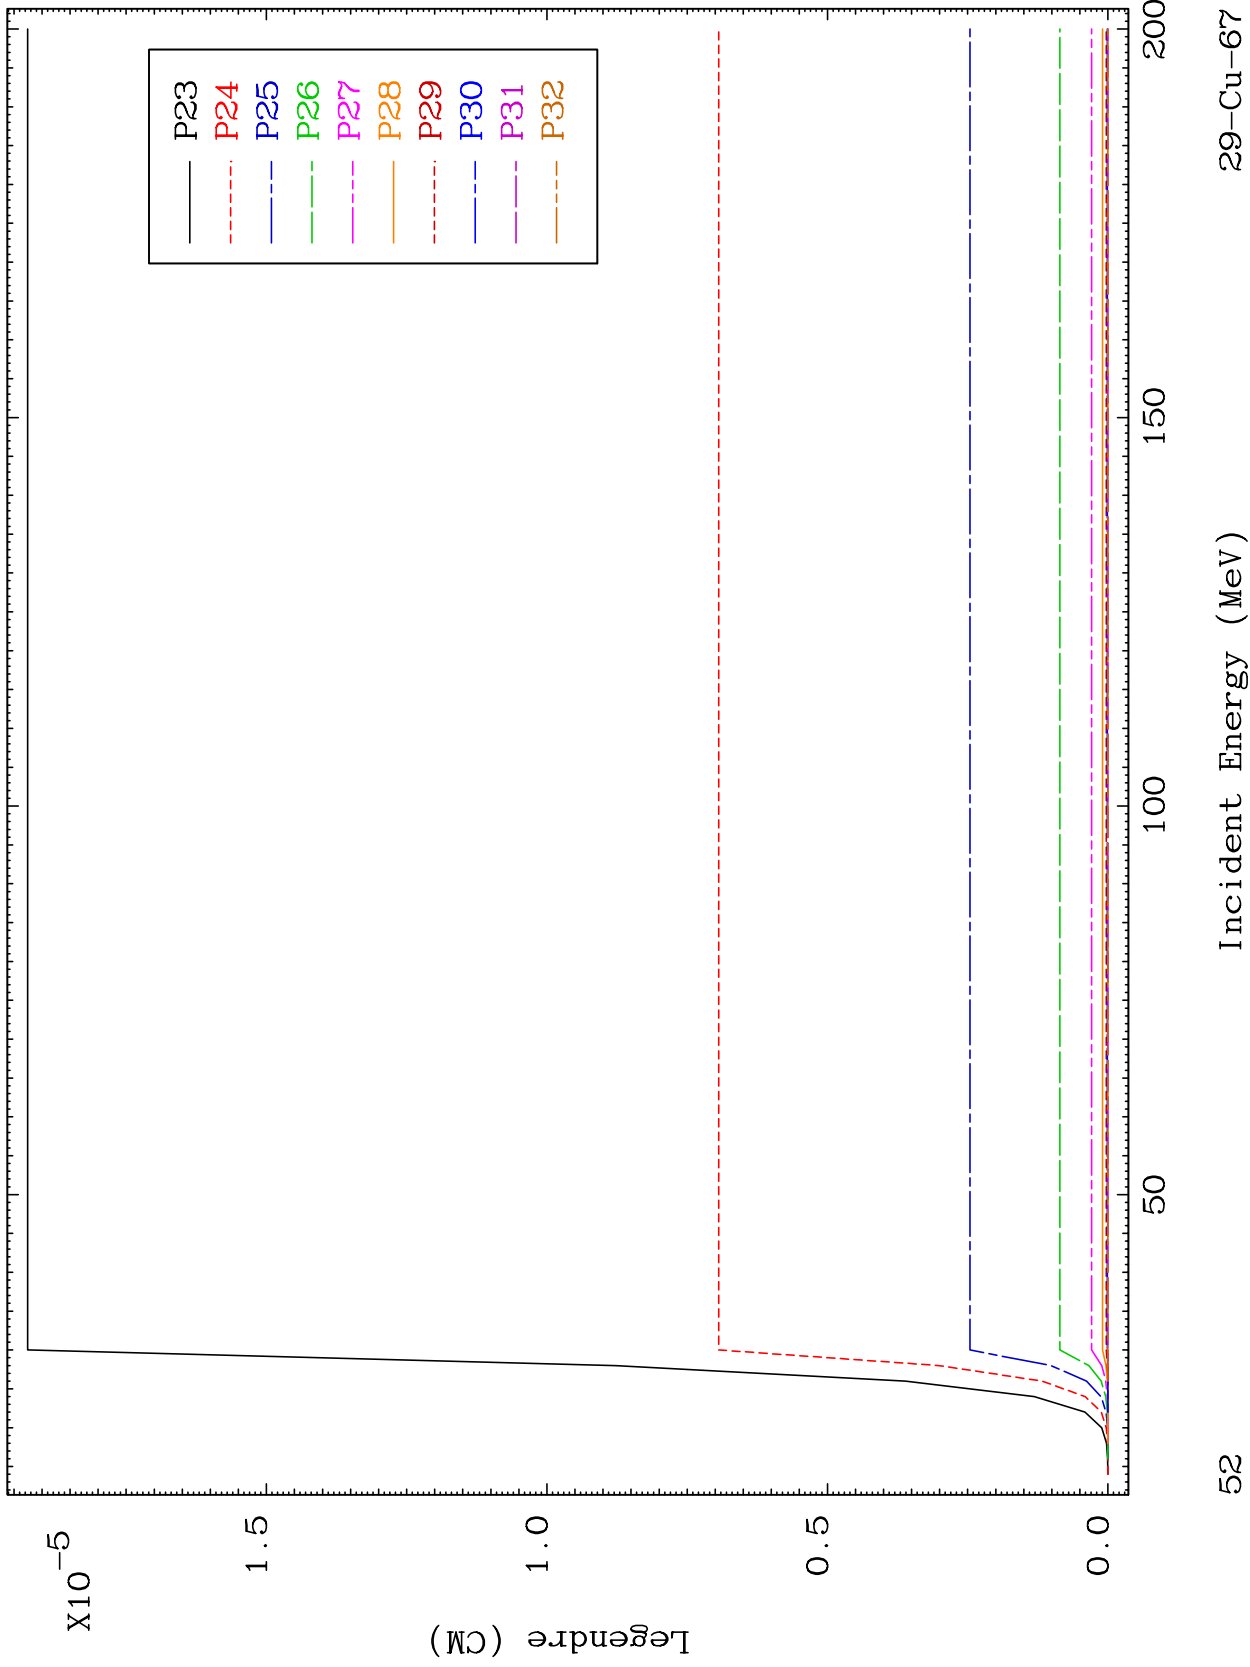 X10-5
1.5
1.0
0.5
0.0
Legendre (CM)
P23
P24
P25
P26
P27
P28
P29
P30
P31
P32
50
100
150
200
52
Incident Energy (MeV)
29-Cu-67